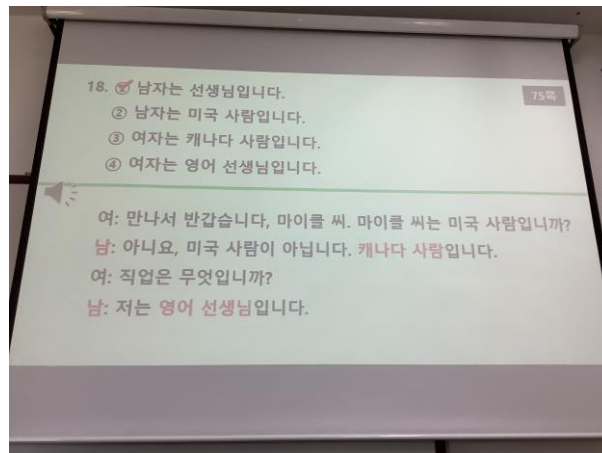 18. ① 남자는 선생님입니다.
75쪽
② 남자는 미국 사람입니다.
③ 여자는 캐나다 사람입니다.
④ 여자는 영어 선생님입니다.
여: 만나서 반갑습니다, 마이클 씨. 마이클 씨는 미국 사람입니까?
남: 아니요, 미국 사람이 아닙니다. 캐나다 사람입니다.
여: 직업은 무엇입니까?
남: 저는 영어 선생님입니다.